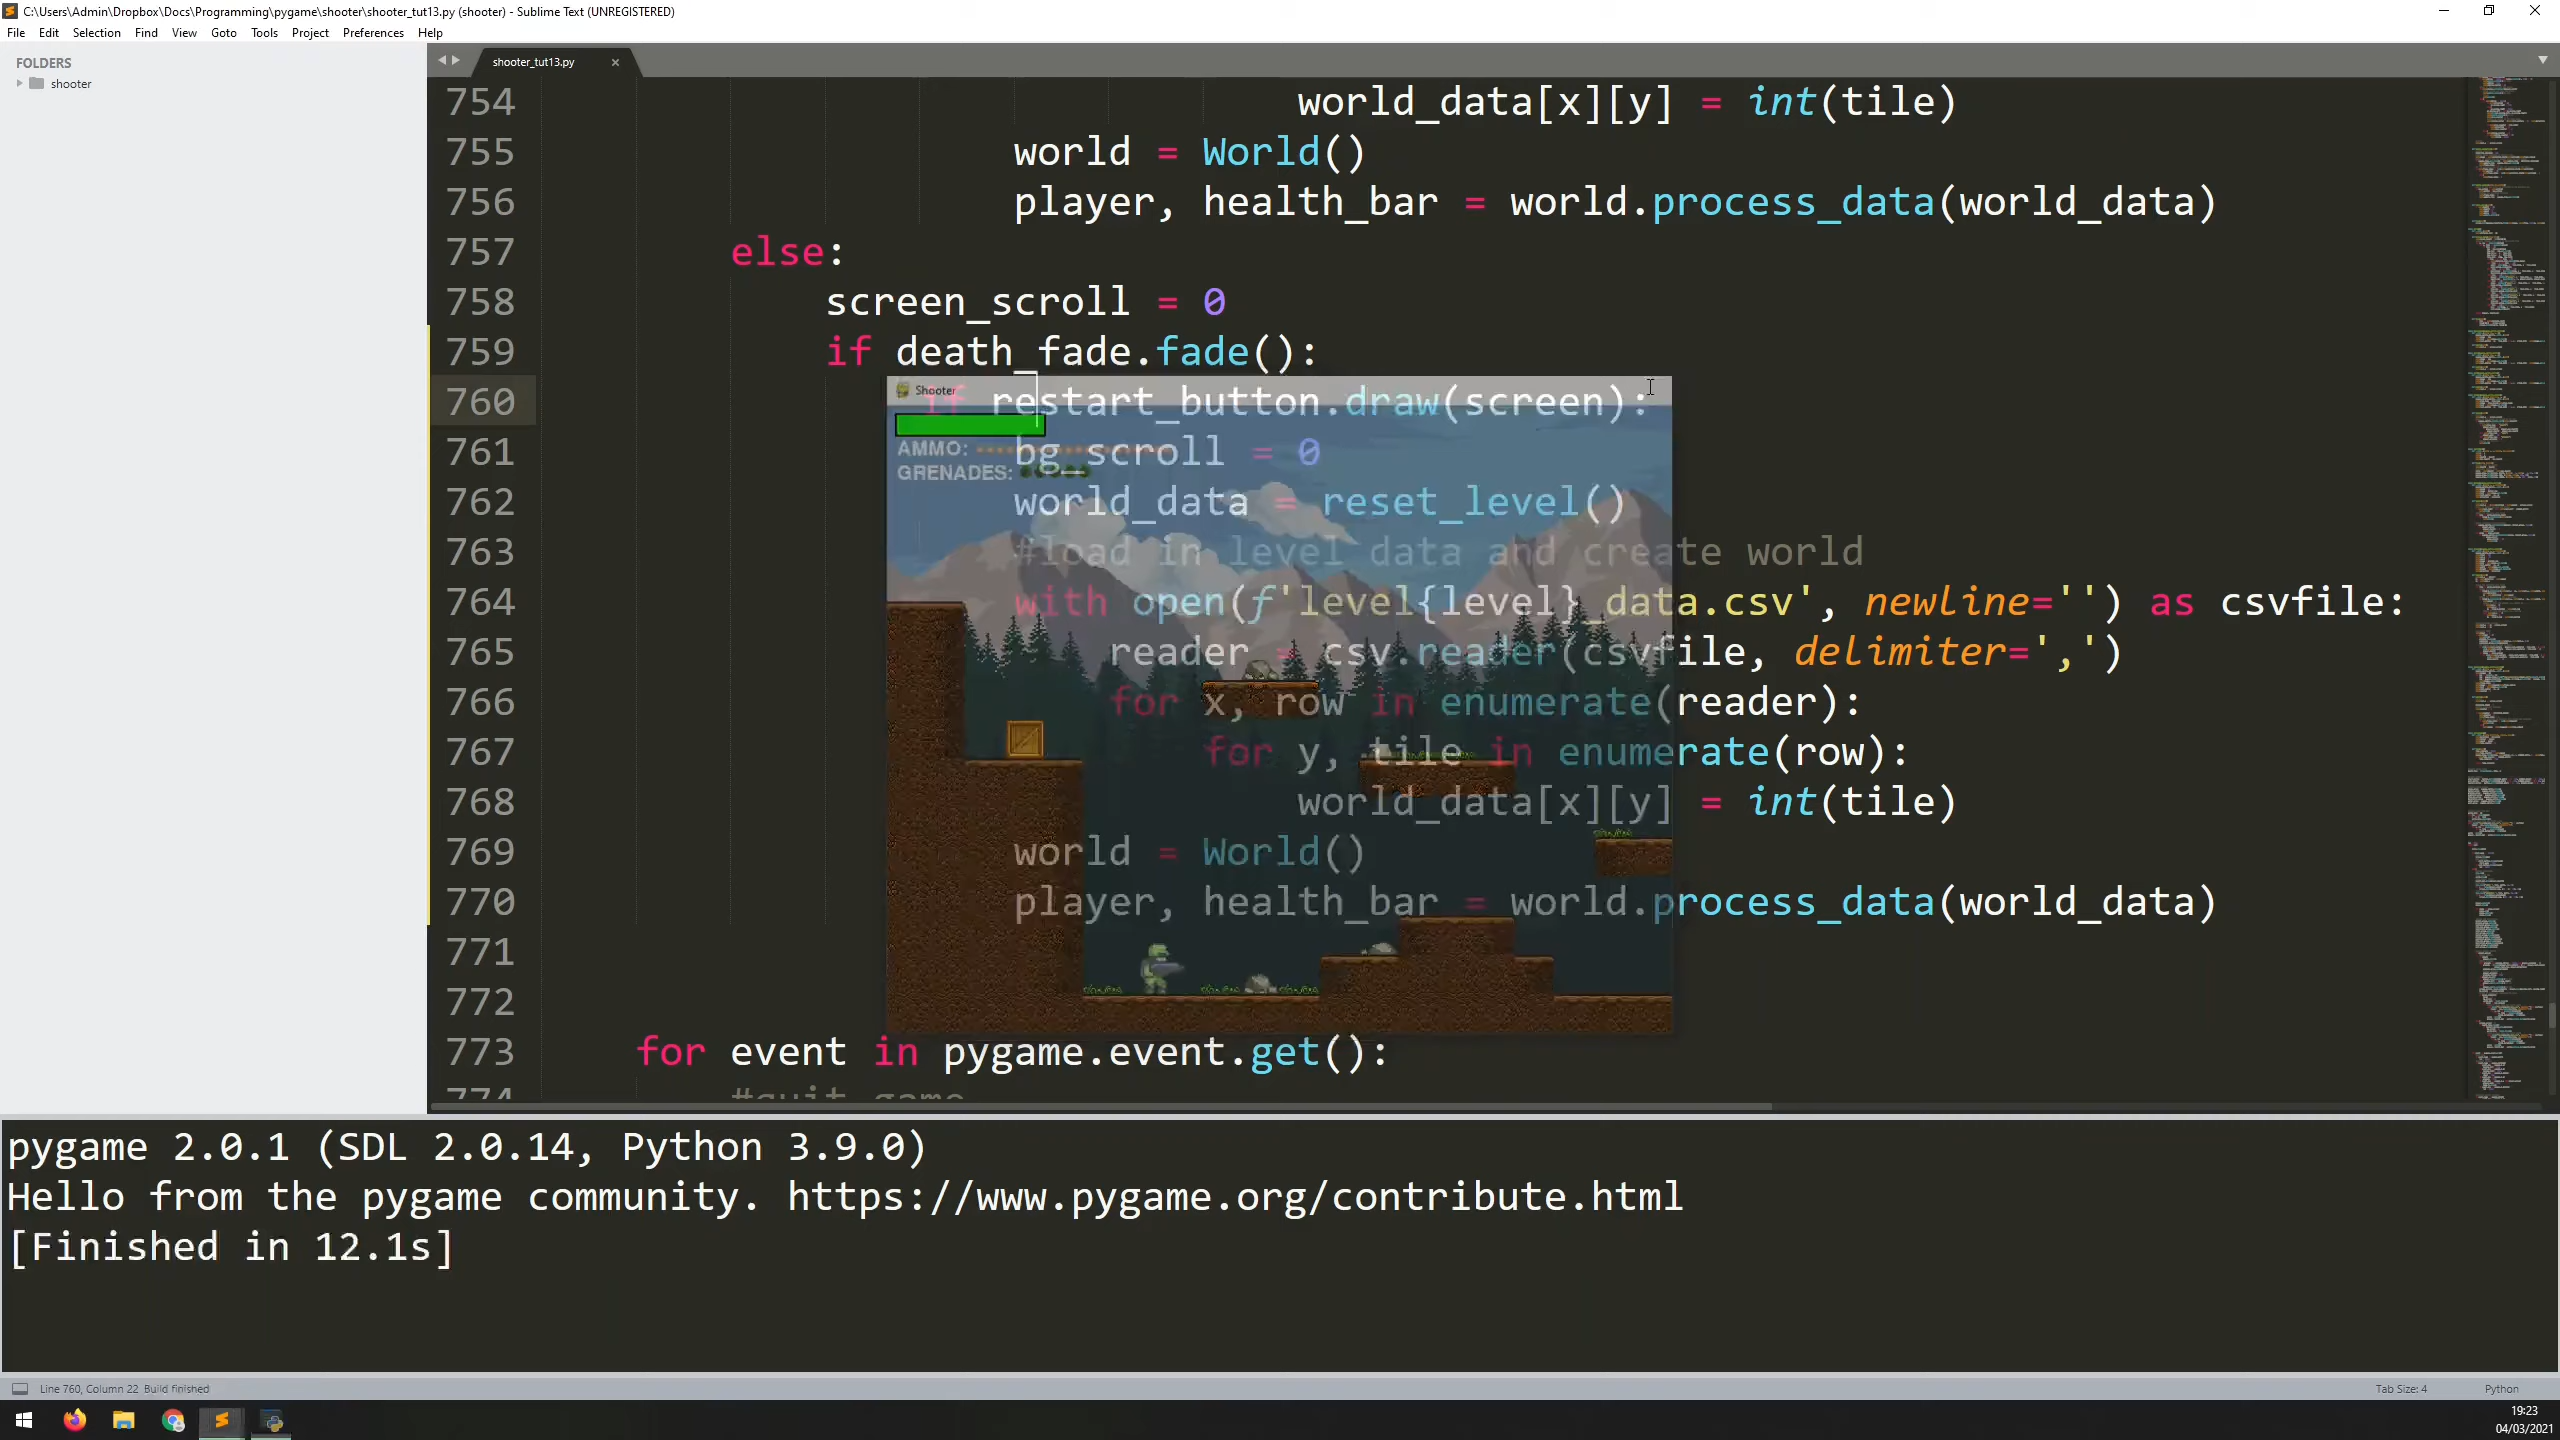 C:\Users\Admin\Dropbox\Docs\Programming\pygame\shooter\shooter_tut13.py (shooter) - Sublime Text (UNREGISTERED)
File Edit Selection Find View Goto Tools Project Preferences Help
FOLDERS
shooter
shooter_tut13.py
754 world_data[x][y] = int(tile)
755 world = World()
756 player, health_bar = world.process_data(world_data)
757 else:
758 screen_scroll = 0
759 if death_fade.fade():
760 if restart_button.draw(screen):
761 bg_scroll = 0
762 world_data = reset_level()
763 #load in level data and create world
764 with open(f'level{level}_data.csv', newline='') as csvfile:
765 reader = csv.reader(csvfile, delimiter=',')
766 for x, row in enumerate(reader):
767 for y, tile in enumerate(row):
768 world_data[x][y] = int(tile)
769 world = World()
770 player, health_bar = world.process_data(world_data)
771
772
773 for event in pygame.event.get():
774 #quit game
Shooter
AMMO:
GRENADES:
pygame 2.0.1 (SDL 2.0.14, Python 3.9.0)
Hello from the pygame community. https://www.pygame.org/contribute.html
[Finished in 12.1s]
Line 760, Column 22 Build finished
Tab Size: 4
Python
19:23
04/03/2021